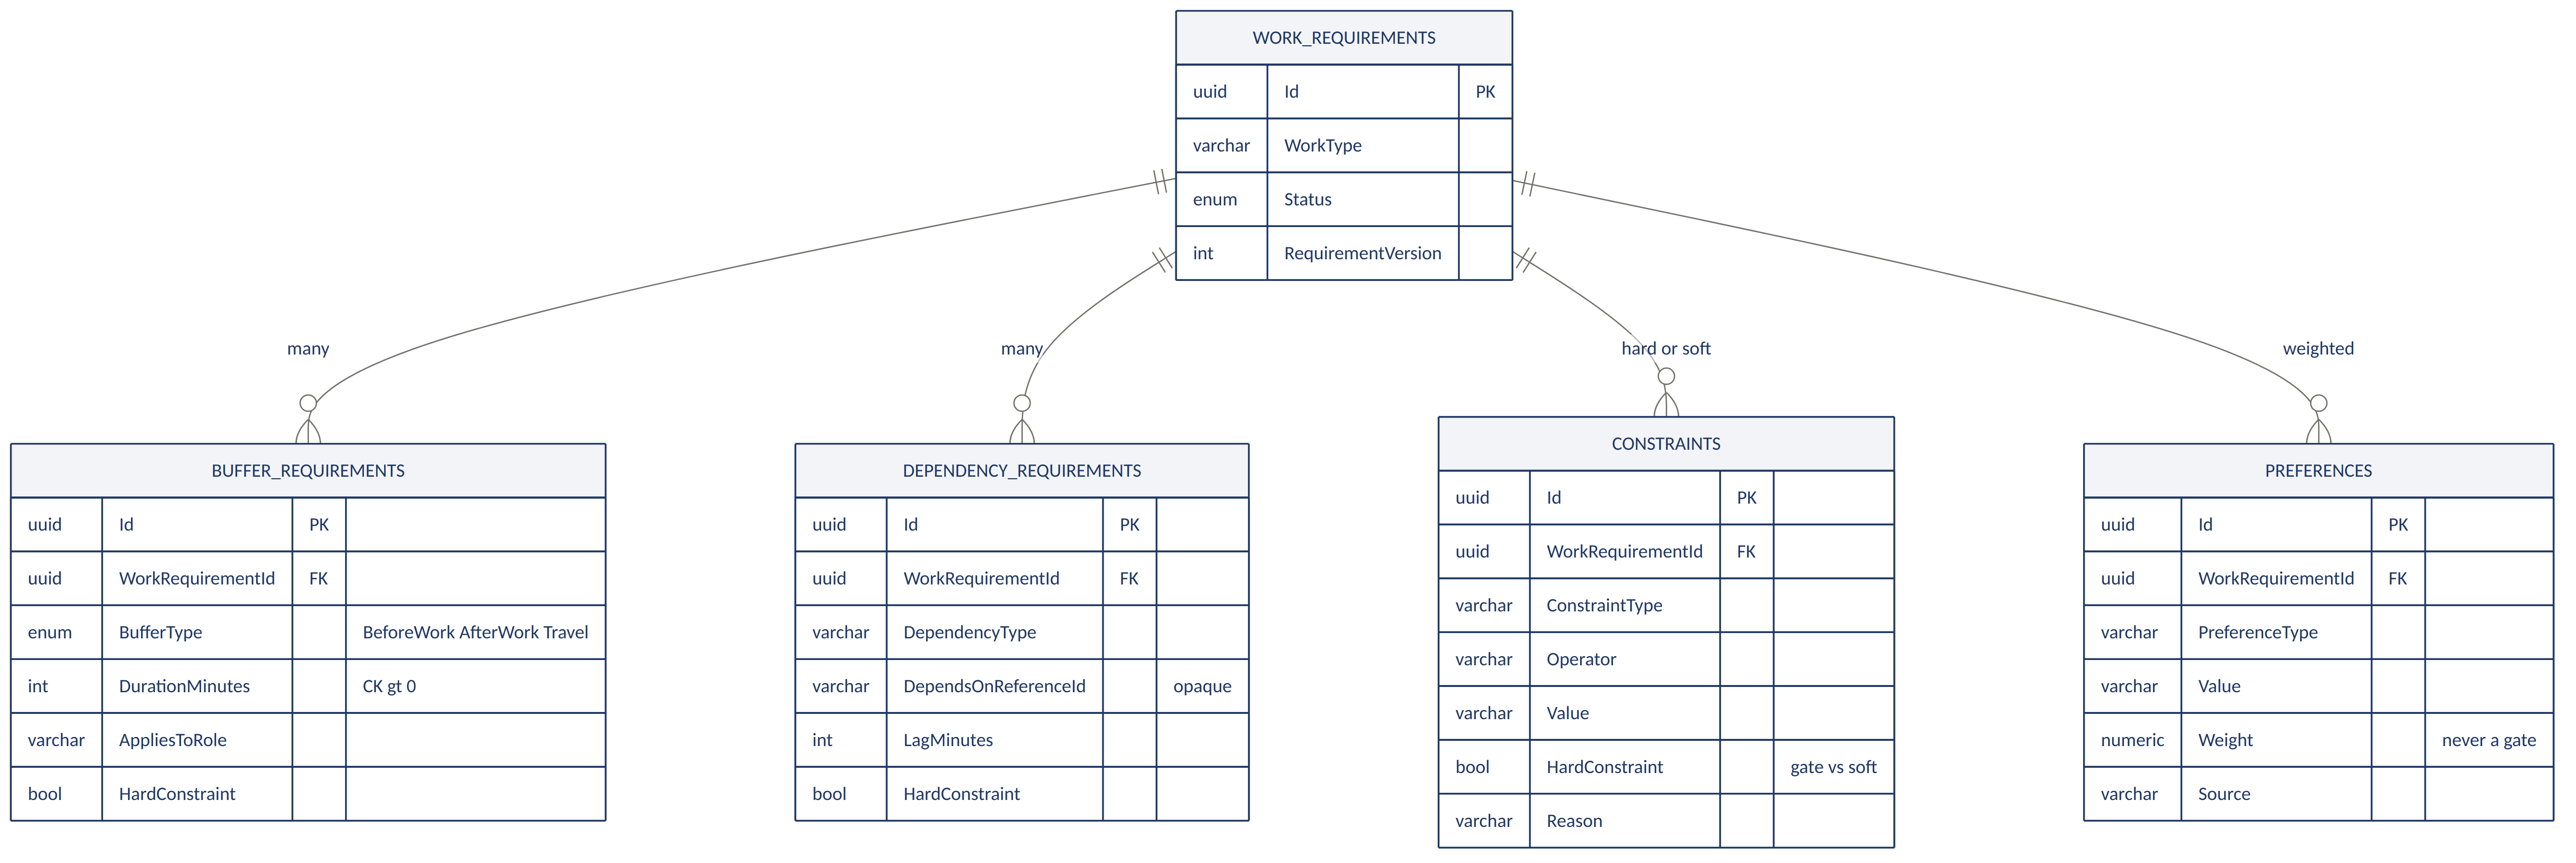 WORK_REQUIREMENTS
uuid Id PK
varchar WorkType
enum Status
int RequirementVersion
many
many
hard or soft
weighted
BUFFER_REQUIREMENTS
uuid Id PK
uuid WorkRequirementId FK
enum BufferType BeforeWork AfterWork Travel
int DurationMinutes CK gt 0
varchar AppliesToRole
bool HardConstraint
DEPENDENCY_REQUIREMENTS
uuid Id PK
uuid WorkRequirementId FK
varchar DependencyType
varchar DependsOnReferenceId opaque
int LagMinutes
bool HardConstraint
CONSTRAINTS
uuid Id PK
uuid WorkRequirementId FK
varchar ConstraintType
varchar Operator
varchar Value
bool HardConstraint gate vs soft
varchar Reason
PREFERENCES
uuid Id PK
uuid WorkRequirementId FK
varchar PreferenceType
varchar Value
numeric Weight never a gate
varchar Source